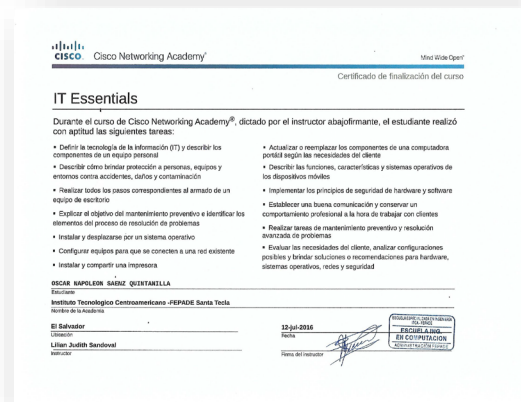 CISCO. Cisco Networking Academy®
Mind Wide Open®
Certificado de finalización del curso
IT Essentials
Durante el curso de Cisco Networking Academy®, dictado por el instructor abajofirmante, el estudiante realizó
con aptitud las siguientes tareas:
• Definir la tecnología de la información (IT) y describir los
componentes de un equipo personal
• Describir cómo brindar protección a personas, equipos y
entornos contra accidentes, daños y contaminación
• Realizar todos los pasos correspondientes al armado de un
equipo de escritorio
• Explicar el objetivo del mantenimiento preventivo e identificar los
elementos del proceso de resolución de problemas
• Instalar y desplazarse por un sistema operativo
• Configurar equipos para que se conecten a una red existente
• Instalar y compartir una impresora
• Actualizar o reemplazar los componentes de una computadora
portátil según las necesidades del cliente
• Describir las funciones, características y sistemas operativos de
los dispositivos móviles
• Implementar los principios de seguridad de hardware y software
• Establecer una buena comunicación y conservar un
comportamiento profesional a la hora de trabajar con clientes
• Realizar tareas de mantenimiento preventivo y resolución
avanzada de problemas
• Evaluar las necesidades del cliente, analizar configuraciones
posibles y brindar soluciones o recomendaciones para hardware,
sistemas operativos, redes y seguridad
OSCAR NAPOLEON SAENZ QUINTANILLA
Estudiante
Instituto Tecnologico Centroamericano -FEPADE Santa Tecla
Nombre de la Academia
El Salvador
Ubicación
Lilian Judith Sandoval
Instructor
12-jul-2016
Fecha
Firma del instructor
ESCUELA ING.
EN COMPUTACION